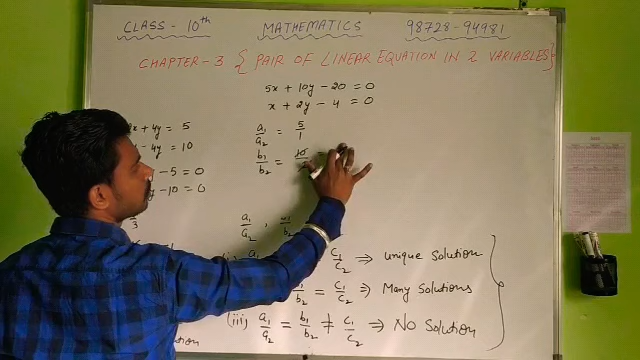 CLASS - 10th MATHEMATICS 98728-94981
CHAPTER-3 { PAIR OF LINEAR EQUATION IN 2 VARIABLES }
5x + 10y - 20 = 0
x + 2y - 4 = 0
x + 4y = 5
- 4y = 10
- 5 = 0
y - 10 = 0
a1/a2 = 5/1
b1/b2 = 10
a1/a2 ,
c1/c2 ⇒ unique Solution
b1/b2 = c1/c2 ⇒ Many Solutions
(iii) a1/a2 = b1/b2 ≠ c1/c2 ⇒ No Solution